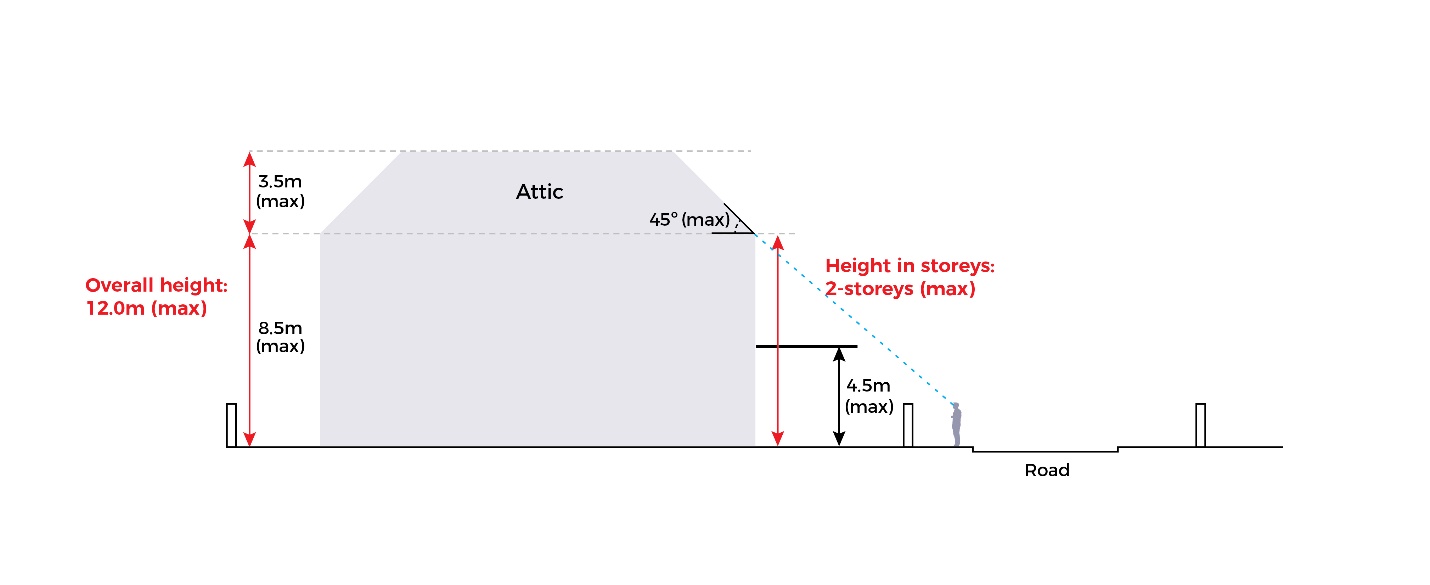 3.5m
(max)
Attic
45° (max)
Overall height:
12.0m (max)
8.5m
(max)
Height in storeys:
2-storeys (max)
4.5m
(max)
Road